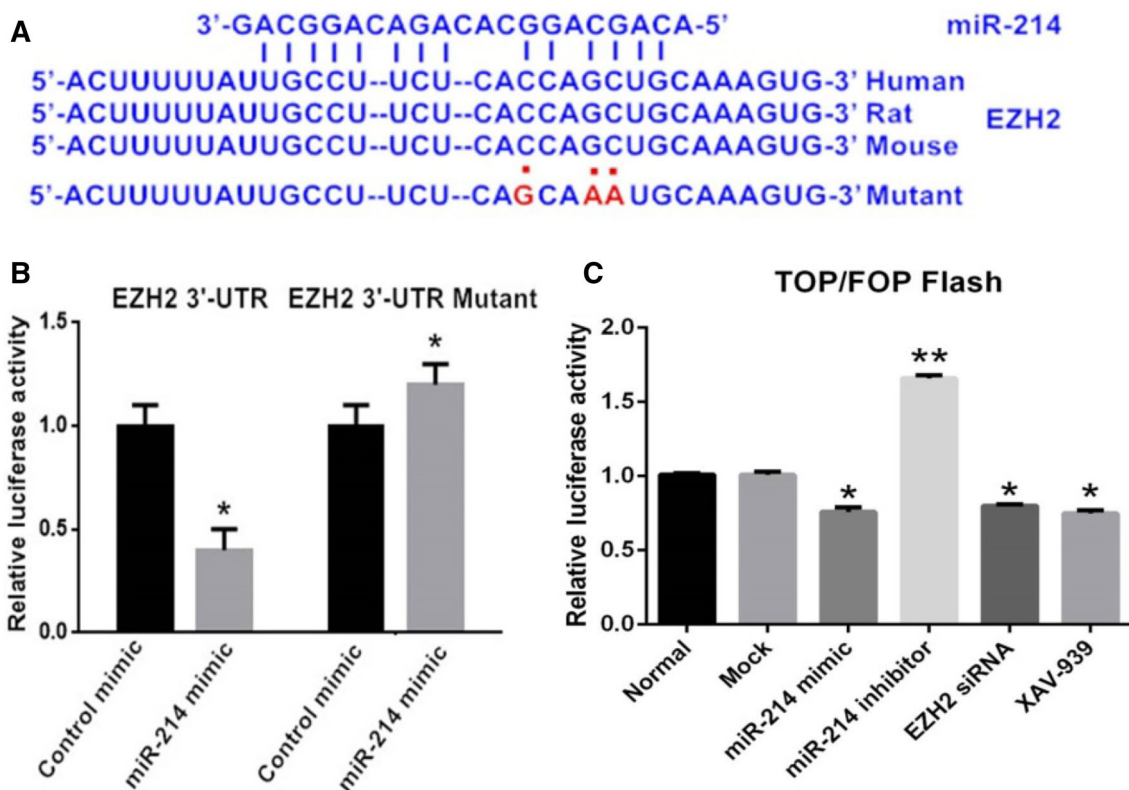 A
3'-GACGGACAGACACGGACGACA-5' miR-214
5'-ACUUUUUAUUGCCU--UCU--CACCAGCUGCAAAGUG-3' Human
5'-ACUUUUUAUUGCCU--UCU--CACCAGCUGCAAAGUG-3' Rat
EZH2
5'-ACUUUUUAUUGCCU--UCU--CACCAGCUGCAAAGUG-3' Mouse
5'-ACUUUUUAUUGCCU--UCU--CAGCAAAUGCAAAGUG-3' Mutant
B
EZH2 3'-UTR EZH2 3'-UTR Mutant
Relative luciferase activity
1.5
1.0
0.5
0.0
*
*
Control mimic
miR-214 mimic
Control mimic
miR-214 mimic
C
TOP/FOP Flash
Relative luciferase activity
2.0
1.5
1.0
0.5
0.0
*
**
*
*
Normal
Mock
miR-214 mimic
miR-214 inhibitor
EZH2 siRNA
XAV-939